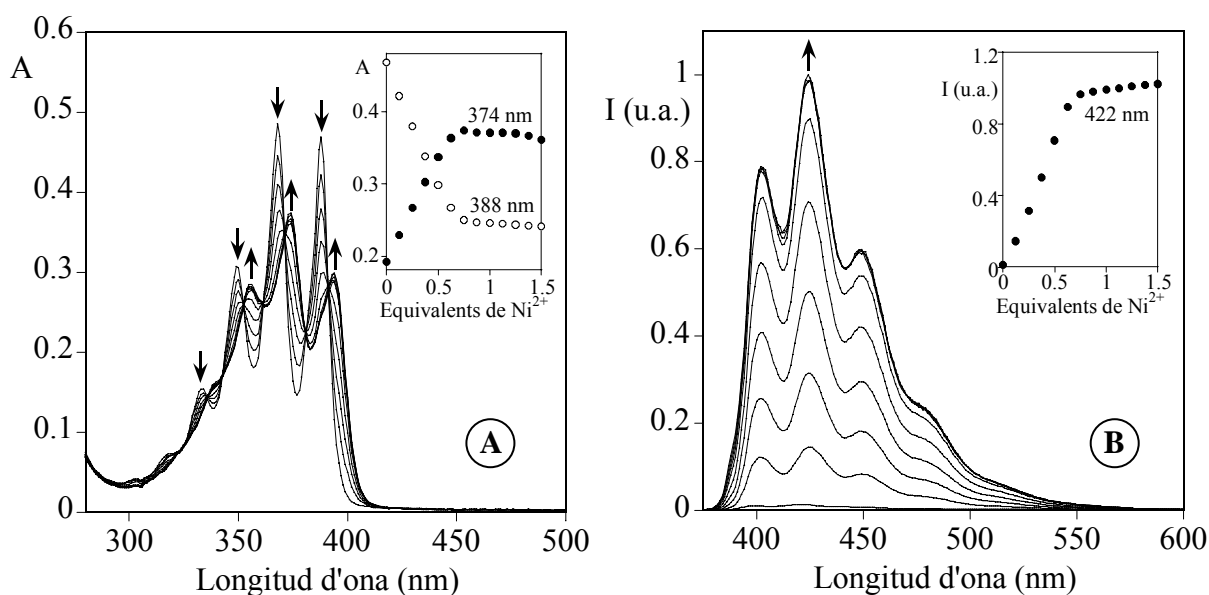 0.6
A
0.5
0.4
0.3
0.2
0.1
0
300 350 400 450 500
Longitud d'ona (nm)
A
0.4
0.3
0.2
0 0.5 1 1.5
Equivalents de Ni2+
374 nm
388 nm
A
1
I (u.a.)
0.8
0.6
0.4
0.2
0
400 450 500 550 600
Longitud d'ona (nm)
1.2
I (u.a.)
0.8
0.4
0
0 0.5 1 1.5
Equivalents de Ni2+
422 nm
B